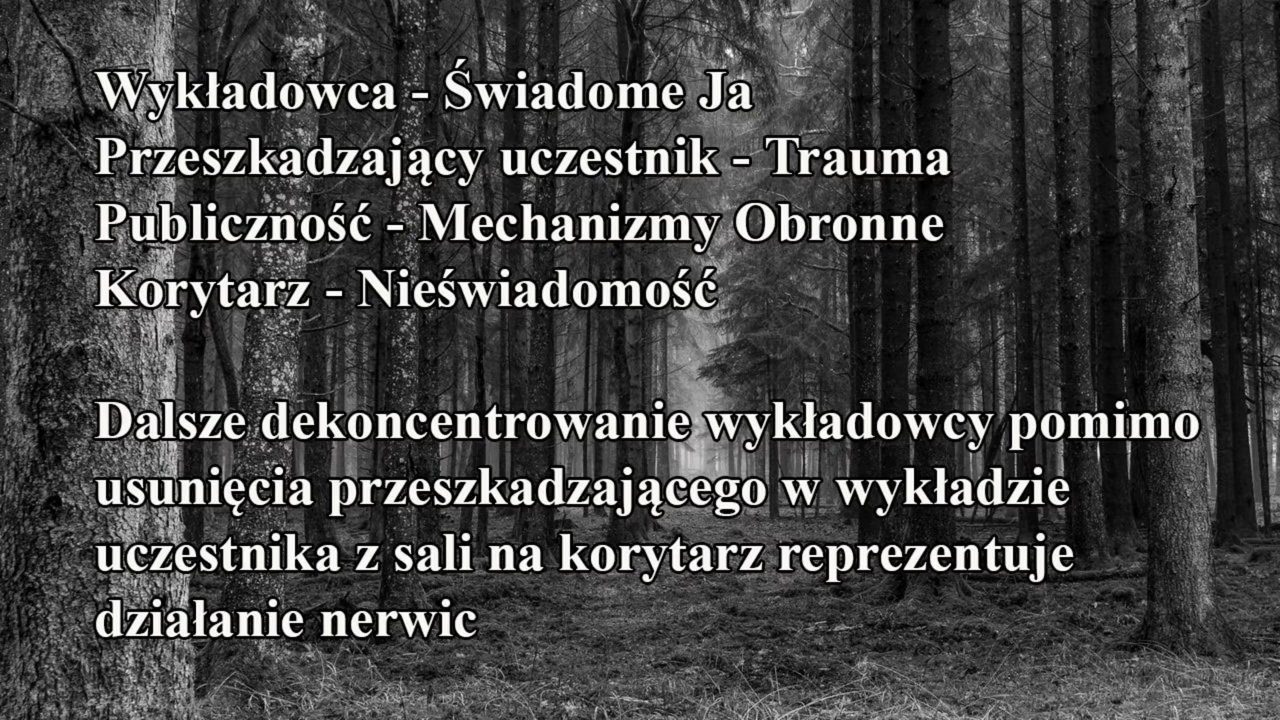 Wykładowca - Świadome Ja
Przeszkadzający uczestnik - Trauma
Publiczność - Mechanizmy Obronne
Korytarz - Nieświadomość
Dalsze dekoncentrowanie wykładowcy pomimo
usunięcia przeszkadzającego w wykładzie
uczestnika z sali na korytarz reprezentuje
działanie nerwic